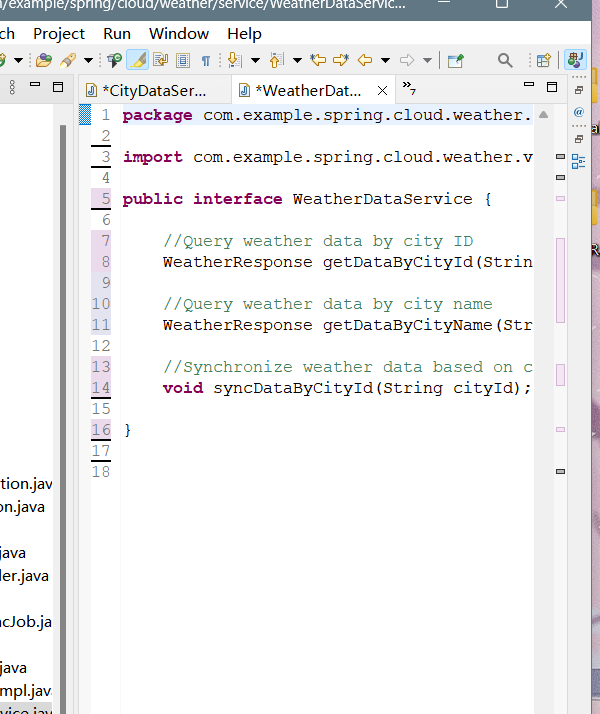 n/example/spring/cloud/weather/service/WeatherDataServic...
ch Project Run Window Help
*CityDataSer... *WeatherDat... »7
1 package com.example.spring.cloud.weather.
2
3 import com.example.spring.cloud.weather.v
4
5 public interface WeatherDataService {
6
7 //Query weather data by city ID
8 WeatherResponse getDataByCityId(Strin
9
10 //Query weather data by city name
11 WeatherResponse getDataByCityName(Str
12
13 //Synchronize weather data based on c
14 void syncDataByCityId(String cityId);
15
16 }
17
18
tion.jav
on.java
java
ler.java
ncJob.ja
java
mpl.java
vice.jav